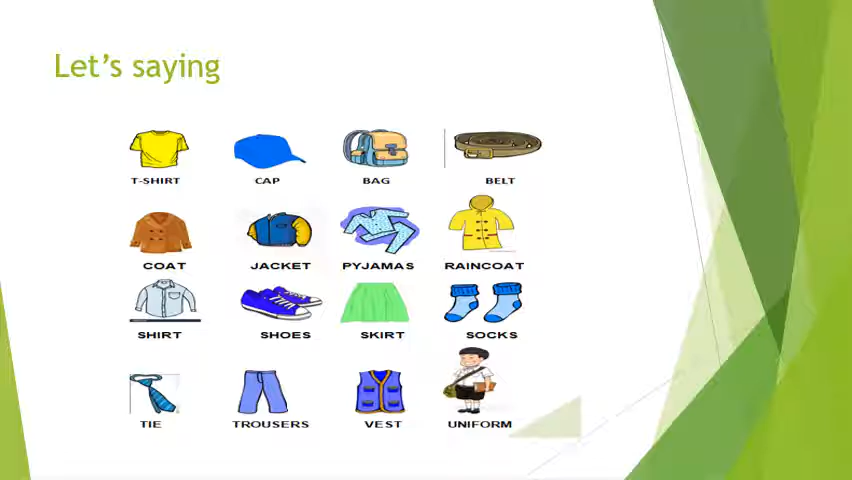 Let's saying
T-SHIRT CAP BAG BELT
COAT JACKET PYJAMAS RAINCOAT
SHIRT SHOES SKIRT SOCKS
TIE TROUSERS VEST UNIFORM